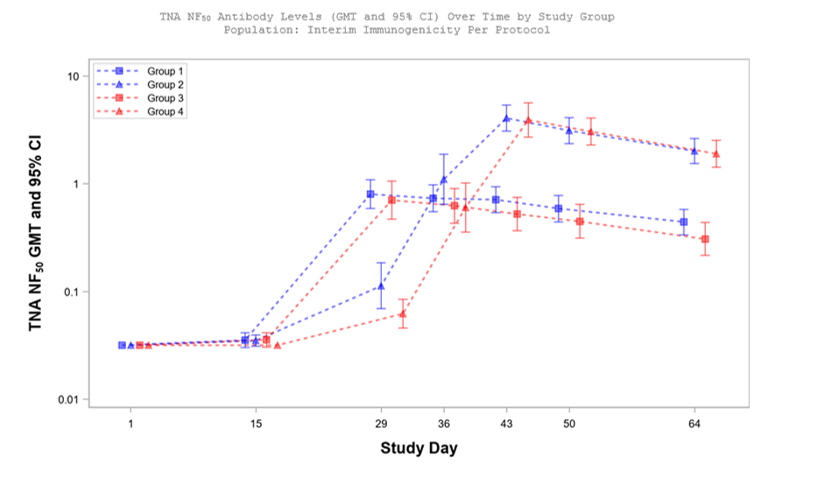 TNA NF₅₀ Antibody Levels (GMT and 95% CI) Over Time by Study Group
Population: Interim Immunogenicity Per Protocol
Group 1
Group 2
Group 3
Group 4
TNA NF₅₀ GMT and 95% CI
10
1
0.1
0.01
1 15 29 36 43 50 64
Study Day